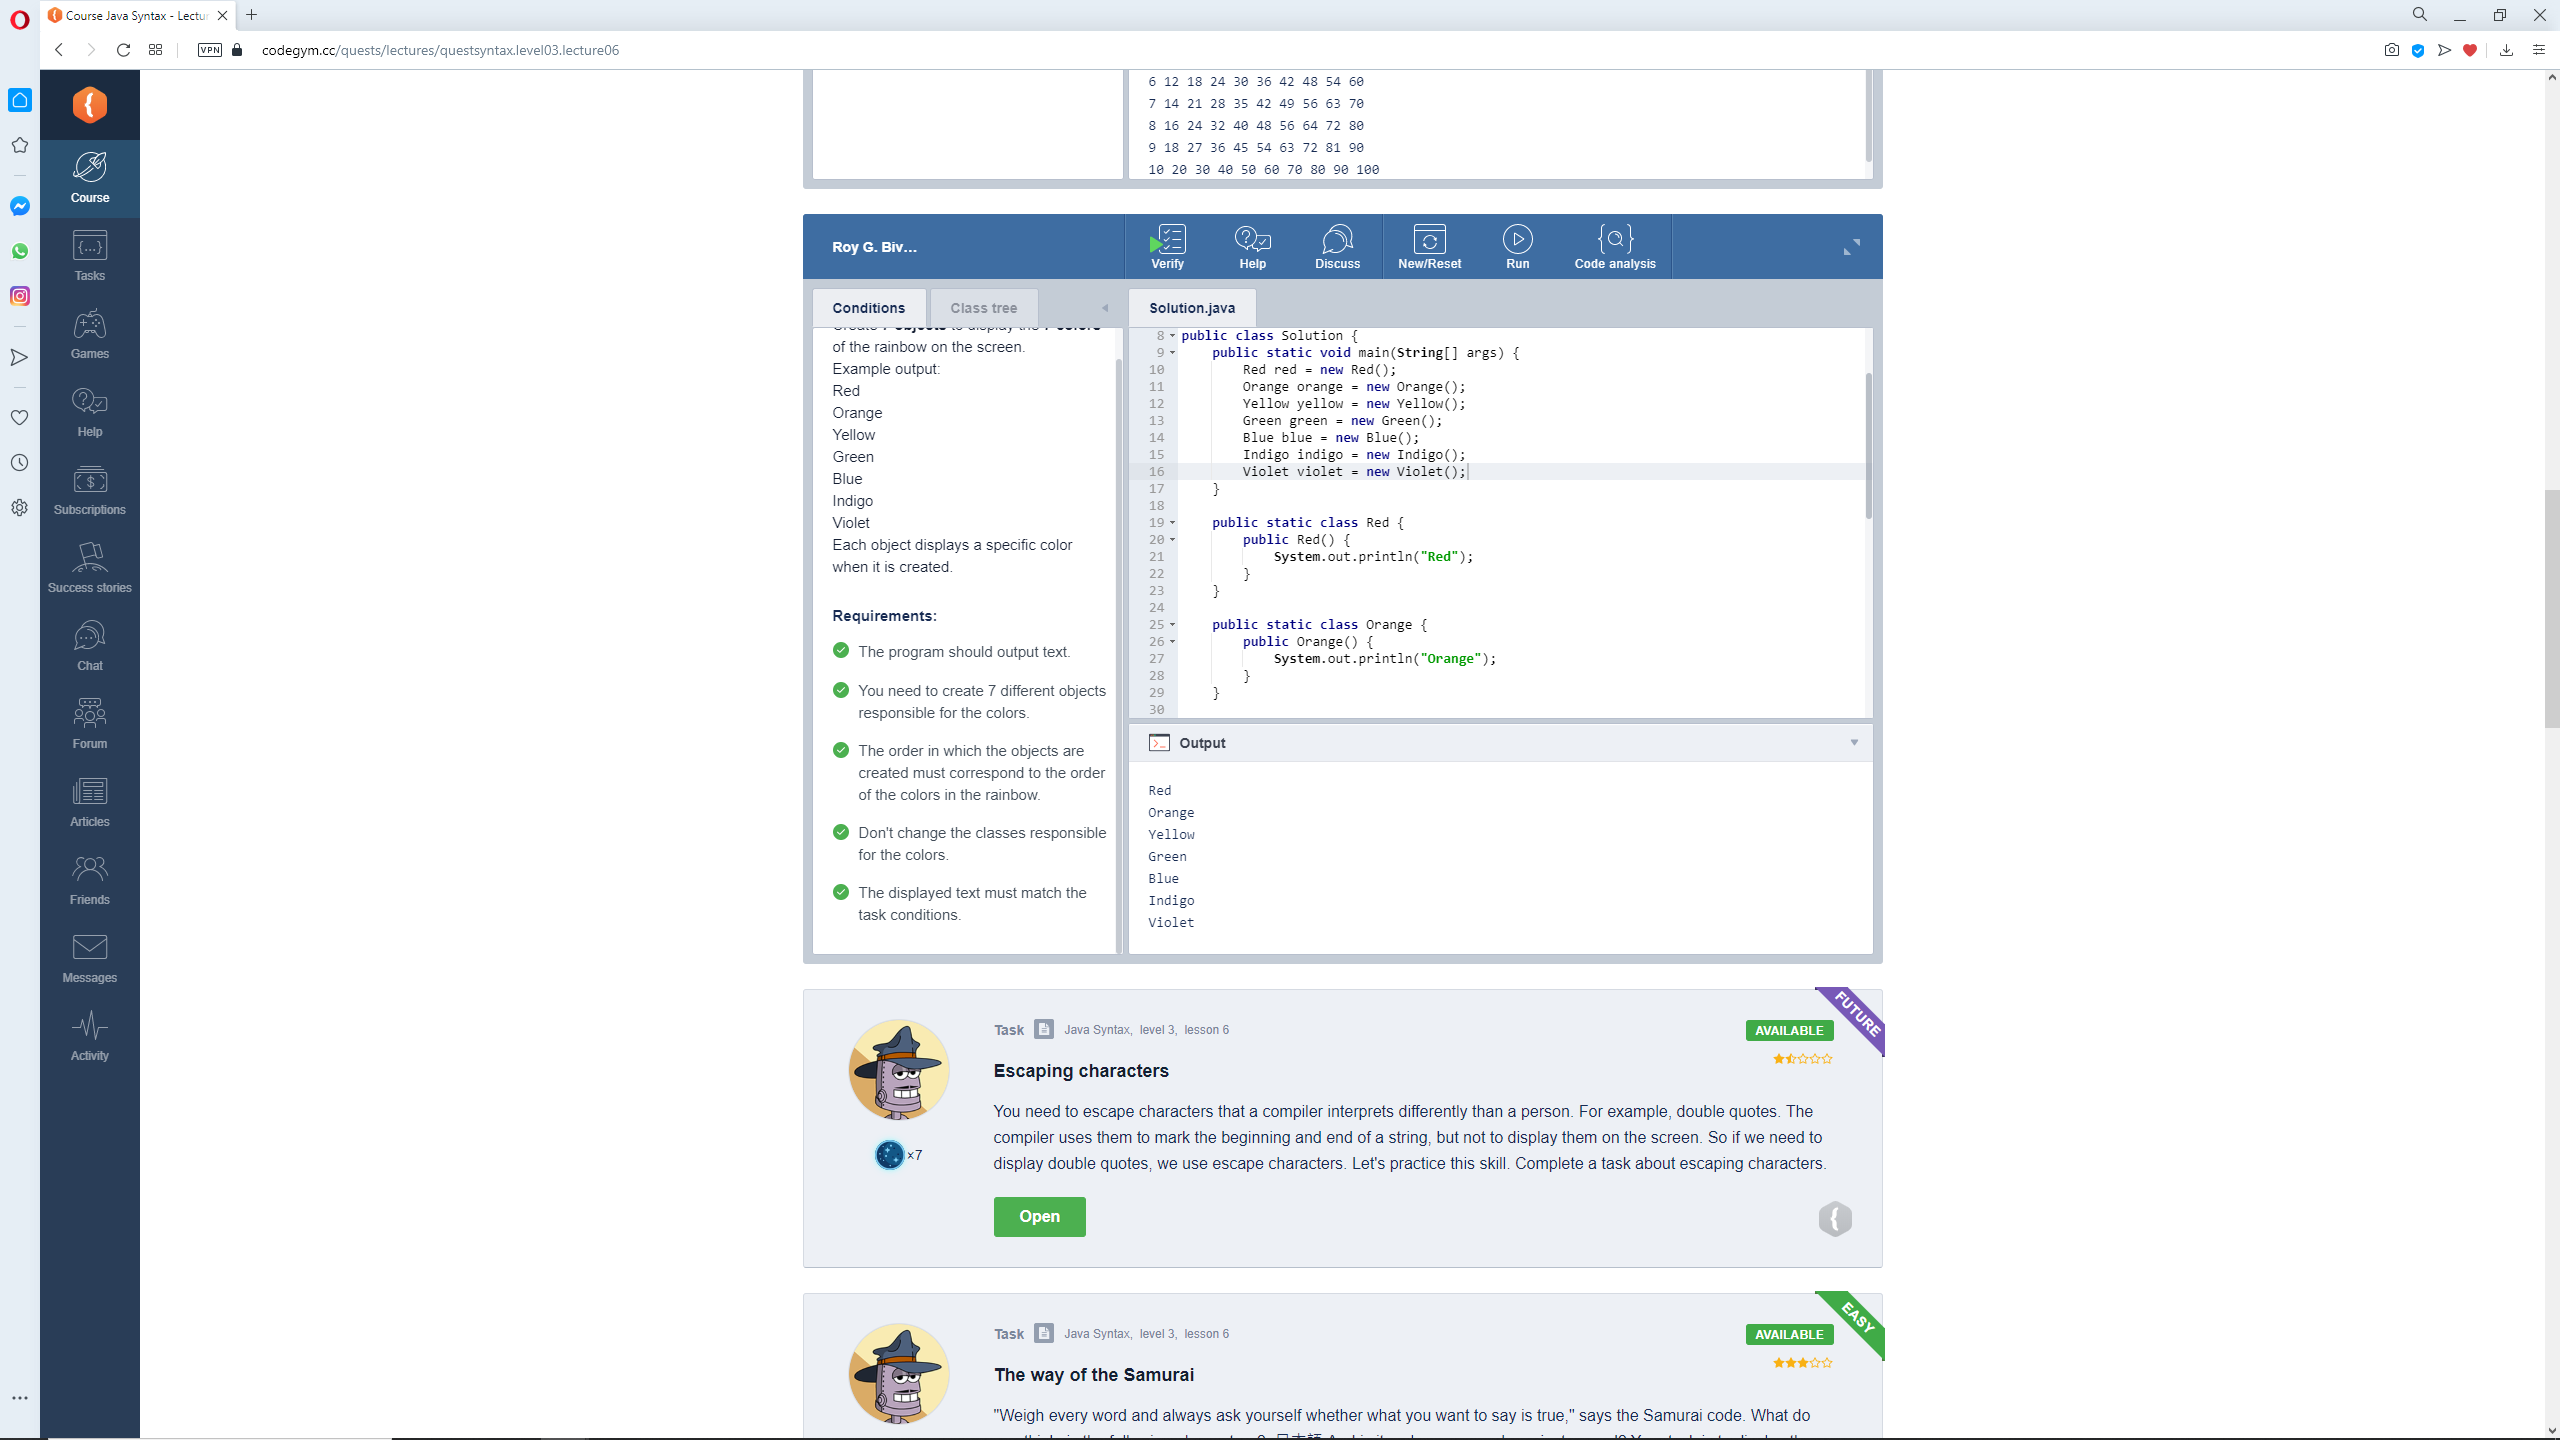 Course Java Syntax - Lectu
VPN
codegym.cc/quests/lectures/questsyntax.level03.lecture06
Course
Tasks
Games
Help
Subscriptions
Success stories
Chat
Forum
Articles
Friends
Messages
Activity
6 12 18 24 30 36 42 48 54 60
7 14 21 28 35 42 49 56 63 70
8 16 24 32 40 48 56 64 72 80
9 18 27 36 45 54 63 72 81 90
10 20 30 40 50 60 70 80 90 100
Roy G. Biv...
Verify
Help
Discuss
New/Reset
Run
Code analysis
Conditions
Class tree
Create 7 objects to display the 7 colors
of the rainbow on the screen.
Example output:
Red
Orange
Yellow
Green
Blue
Indigo
Violet
Each object displays a specific color
when it is created.
Requirements:
The program should output text.
You need to create 7 different objects
responsible for the colors.
The order in which the objects are
created must correspond to the order
of the colors in the rainbow.
Don't change the classes responsible
for the colors.
The displayed text must match the
task conditions.
Solution.java
8 public class Solution {
9 public static void main(String[] args) {
10 Red red = new Red();
11 Orange orange = new Orange();
12 Yellow yellow = new Yellow();
13 Green green = new Green();
14 Blue blue = new Blue();
15 Indigo indigo = new Indigo();
16 Violet violet = new Violet();
17 }
18
19 public static class Red {
20 public Red() {
21 System.out.println("Red");
22 }
23 }
24
25 public static class Orange {
26 public Orange() {
27 System.out.println("Orange");
28 }
29 }
30
Output
Red
Orange
Yellow
Green
Blue
Indigo
Violet
Task Java Syntax, level 3, lesson 6
AVAILABLE
FUTURE
Escaping characters
You need to escape characters that a compiler interprets differently than a person. For example, double quotes. The
compiler uses them to mark the beginning and end of a string, but not to display them on the screen. So if we need to
display double quotes, we use escape characters. Let's practice this skill. Complete a task about escaping characters.
×7
Open
Task Java Syntax, level 3, lesson 6
AVAILABLE
EASY
The way of the Samurai
"Weigh every word and always ask yourself whether what you want to say is true," says the Samurai code. What do